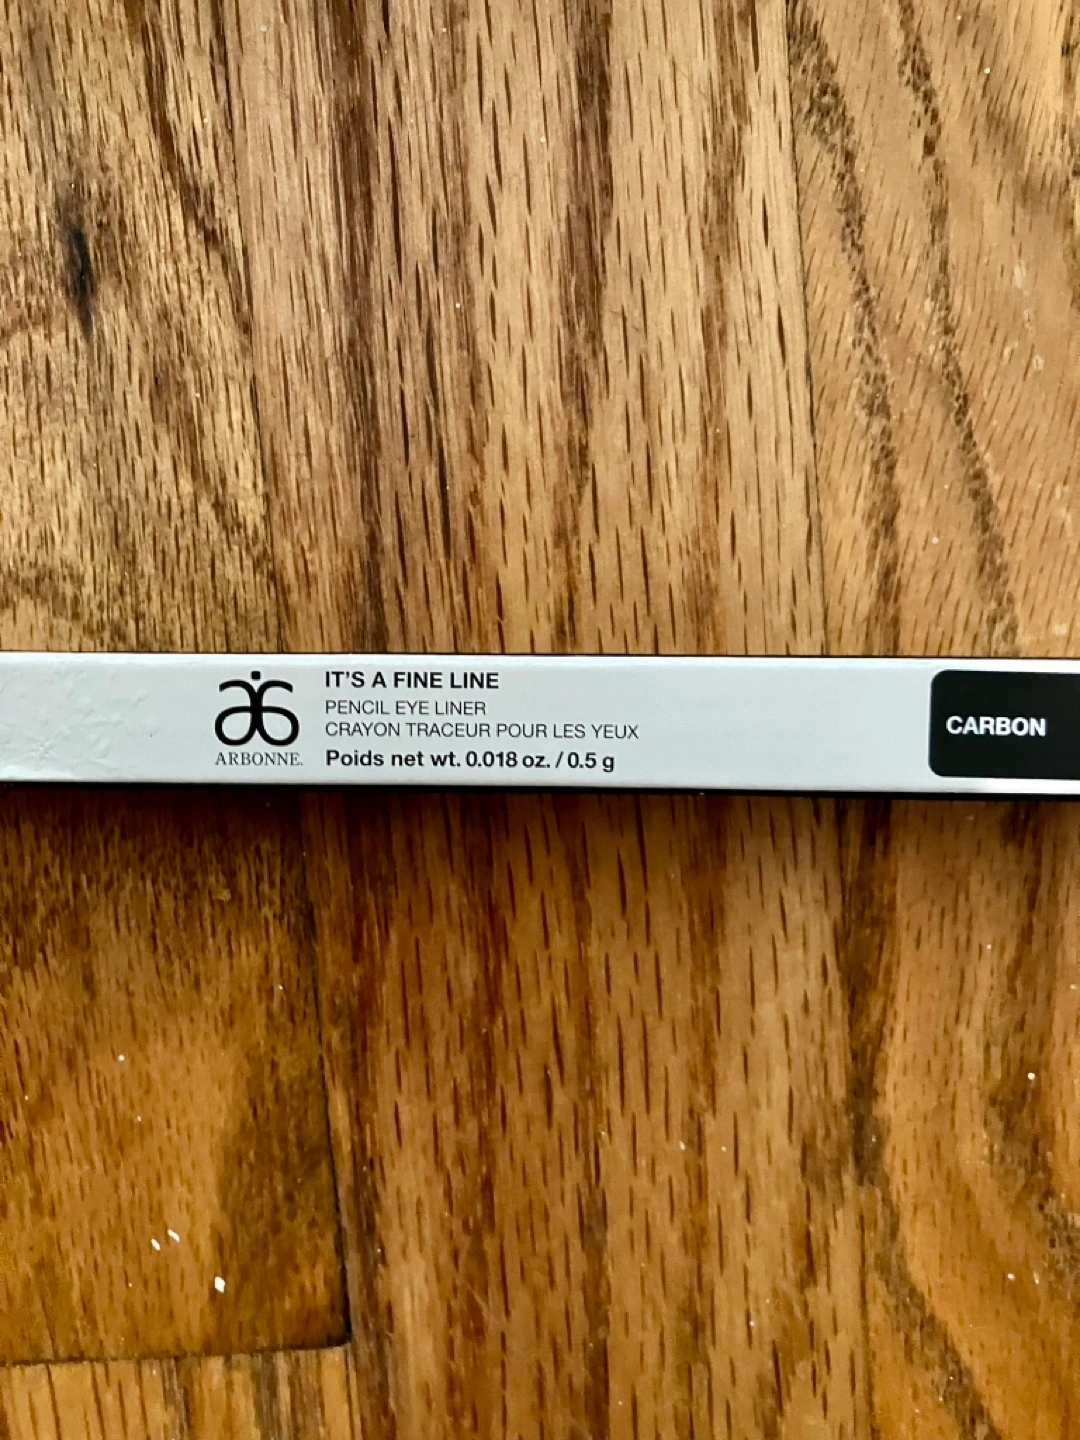 IT'S A FINE LINE
PENCIL EYE LINER
CRAYON TRACEUR POUR LES YEUX
ARBONNE.
Poids net wt. 0.018 oz. / 0.5 g
CARBON